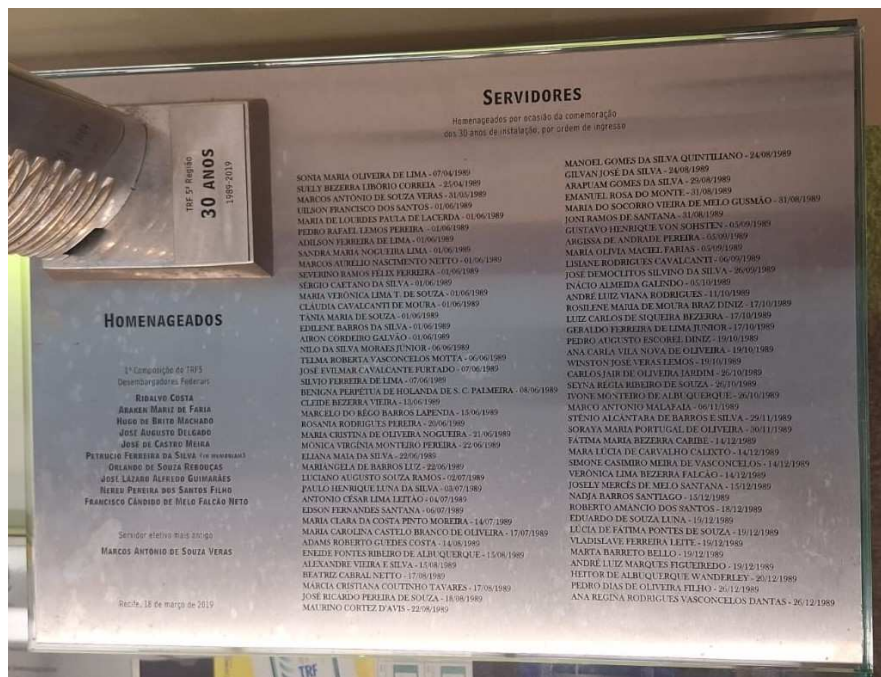 TRF 5ª Região
30 ANOS
1989-2019
HOMENAGEADOS
1ª Composição do TRF5
Desembargadores Federais
RIDALVO COSTA
ARAKEN MARIZ DE FARIA
HUGO DE BRITO MACHADO
JOSÉ AUGUSTO DELGADO
JOSÉ DE CASTRO MEIRA
PETRUCIO FERREIRA DA SILVA (IN MEMORIAM)
ORLANDO DE SOUZA REBOUÇAS
JOSÉ LÁZARO ALFREDO GUIMARÃES
NEREU PEREIRA DOS SANTOS FILHO
FRANCISCO CÂNDIDO DE MELO FALCÃO NETO
Servidor efetivo mais antigo
MARCOS ANTÔNIO DE SOUZA VERAS
Recife, 18 de março de 2019
SERVIDORES
Homenageados por ocasião da comemoração
dos 30 anos de instalação, por ordem de ingresso
SONIA MARIA OLIVEIRA DE LIMA - 07/04/1989
SUELY BEZERRA LIBÓRIO CORREIA - 25/04/1989
MARCOS ANTÔNIO DE SOUZA VERAS - 31/05/1989
UILSON FRANCISCO DOS SANTOS - 01/06/1989
MARIA DE LOURDES PAULA DE LACERDA - 01/06/1989
PEDRO RAFAEL LEMOS PEREIRA - 01/06/1989
ADILSON FERREIRA DE LIMA - 01/06/1989
SANDRA MARIA NOGUEIRA LIMA - 01/06/1989
MARCOS AURELIO NASCIMENTO NETTO - 01/06/1989
SEVERINO RAMOS FÉLIX FERREIRA - 01/06/1989
SÉRGIO CAETANO DA SILVA - 01/06/1989
MARIA VERÔNICA LIMA T. DE SOUZA - 01/06/1989
CLÁUDIA CAVALCANTI DE MOURA - 01/06/1989
TÂNIA MARIA DE SOUZA - 01/06/1989
EDILENE BARROS DA SILVA - 01/06/1989
AIRON CORDEIRO GALVÃO - 01/06/1989
NILO DA SILVA MORAES JÚNIOR - 06/06/1989
TELMA ROBERTA VASCONCELOS MOTTA - 06/06/1989
JOSÉ EVILMAR CAVALCANTE FURTADO - 07/06/1989
SILVIO FERREIRA DE LIMA - 07/06/1989
BENIGNA PERPÉTUA DE HOLANDA DE S. C. PALMEIRA - 08/06/1989
CLEIDE BEZERRA VIEIRA - 13/06/1989
MARCELO DO RÊGO BARROS LAPENDA - 15/06/1989
ROSANIA RODRIGUES PEREIRA - 20/06/1989
MARIA CRISTINA DE OLIVEIRA NOGUEIRA - 21/06/1989
MÔNICA VIRGÍNIA MONTEIRO PEREIRA - 22/06/1989
ELIANA MAIA DA SILVA - 22/06/1989
MARIÂNGELA DE BARROS LUZ - 22/06/1989
LUCIANO AUGUSTO SOUZA RAMOS - 02/07/1989
PAULO HENRIQUE LUNA DA SILVA - 03/07/1989
ANTONIO CÉSAR LIMA LEITÃO - 04/07/1989
EDSON FERNANDES SANTANA - 06/07/1989
MARIA CLARA DA COSTA PINTO MOREIRA - 14/07/1989
MARIA CAROLINA CASTELO BRANCO DE OLIVEIRA - 17/07/1989
ADAMS ROBERTO GUEDES COSTA - 14/08/1989
ENEIDE FONTES RIBEIRO DE ALBUQUERQUE - 15/08/1989
ALEXANDRE VIEIRA E SILVA - 15/08/1989
BEATRIZ CABRAL NETTO - 17/08/1989
MARCIA CRISTIANA COUTINHO TAVARES - 17/08/1989
JOSÉ RICARDO PEREIRA DE SOUZA - 18/08/1989
MAURINO CORTEZ D'AVIS - 22/08/1989
MANOEL GOMES DA SILVA QUINTILIANO - 24/08/1989
GILVAN JOSÉ DA SILVA - 24/08/1989
ARAPUAM GOMES DA SILVA - 29/08/1989
EMANUEL ROSA DO MONTE - 31/08/1989
MARIA DO SOCORRO VIEIRA DE MELO GUSMÃO - 31/08/1989
JONI RAMOS DE SANTANA - 31/08/1989
GUSTAVO HENRIQUE VON SOHSTEN - 05/09/1989
ARGISSA DE ANDRADE PEREIRA - 05/09/1989
MARIA OLIVIA MACIEL FARIAS - 05/09/1989
LISIANE RODRIGUES CAVALCANTI - 06/09/1989
JOSÉ DEMOCLITOS SILVINO DA SILVA - 26/09/1989
INÁCIO ALMEIDA GALINDO - 05/10/1989
ANDRÉ LUIZ VIANA RODRIGUES - 11/10/1989
ROSILENE MARIA DE MOURA BRAZ DINIZ - 17/10/1989
LUIZ CARLOS DE SIQUEIRA BEZERRA - 17/10/1989
GERALDO FERREIRA DE LIMA JUNIOR - 17/10/1989
PEDRO AUGUSTO ESCOREL DINIZ - 19/10/1989
ANA CARLA VILA NOVA DE OLIVEIRA - 19/10/1989
WINSTON JOSÉ VERAS LEMOS - 19/10/1989
CARLOS JAIR DE OLIVEIRA JARDIM - 26/10/1989
SEYNA RÉGIA RIBEIRO DE SOUZA - 26/10/1989
IVONE MONTEIRO DE ALBUQUERQUE - 26/10/1989
MARCO ANTONIO MALAFAIA - 06/11/1989
STÊNIO ALCÂNTARA DE BARROS E SILVA - 29/11/1989
SORAYA MARIA PORTUGAL DE OLIVEIRA - 30/11/1989
FÁTIMA MARIA BEZERRA CARIBÉ - 14/12/1989
MARA LÚCIA DE CARVALHO CALIXTO - 14/12/1989
SIMONE CASIMIRO MEIRA DE VASCONCELOS - 14/12/1989
VERÔNICA LIMA BEZERRA FALCÃO - 14/12/1989
JOSELY MERCÊS DE MELO SANTANA - 15/12/1989
NADJA BARROS SANTIAGO - 15/12/1989
ROBERTO AMANCIO DOS SANTOS - 18/12/1989
EDUARDO DE SOUZA LUNA - 19/12/1989
LÚCIA DE FÁTIMA PONTES DE SOUZA - 19/12/1989
VLADISLAVE FERREIRA LEITE - 19/12/1989
MARTA BARRETO BELLO - 19/12/1989
ANDRÉ LUIZ MARQUES FIGUEIREDO - 19/12/1989
HEITOR DE ALBUQUERQUE WANDERLEY - 20/12/1989
PEDRO DIAS DE OLIVEIRA FILHO - 26/12/1989
ANA REGINA RODRIGUES VASCONCELOS DANTAS - 26/12/1989
TRF